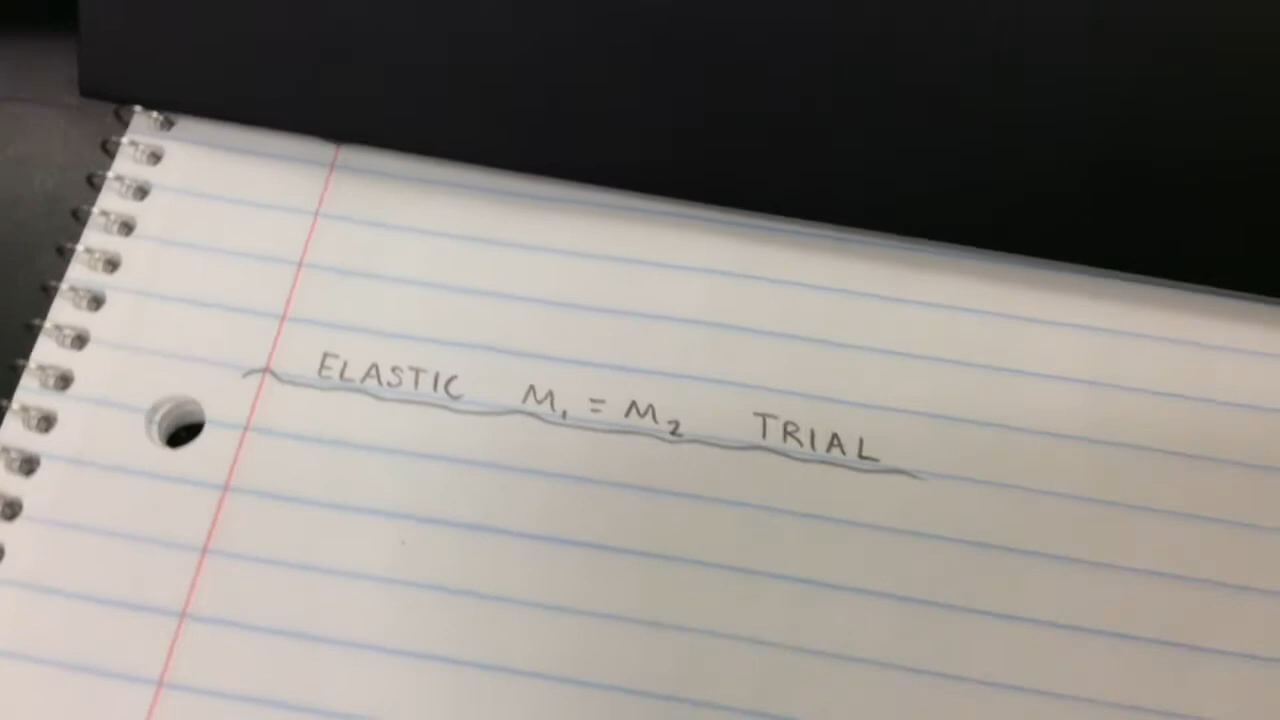 ELASTIC M₁ = M₂ TRIAL